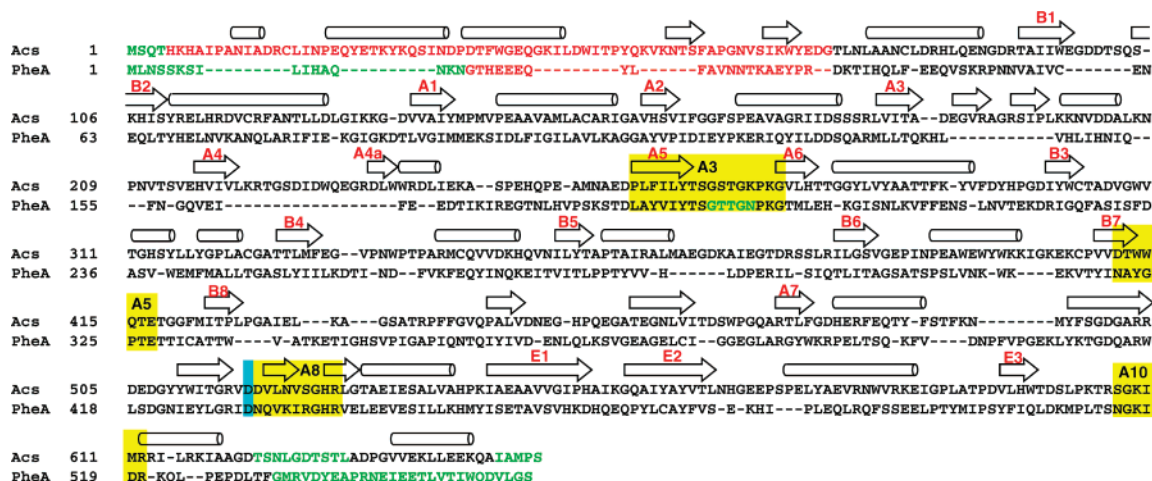 B1
Acs 1 MSQTHKHAIPANIADRCLINPEQYETKYKQSINDPDTFWGEQGKILDWITPYQKVKNTSFAPGNVSIKWYEDGTLNLAANCLDRHLQENGDRTAIIWEGDDTSQS-
PheA 1 MLNSSKSI---------LIHAQ--------NKNGTHEEEQ--------YL------FAVNNTKAEYPR--DKTIHQLF-EEQVSKRPNNVAIVC------EN
B2 A1 A2 A3
Acs 106 KHISYRELHRDVCRFANTLLDLGIKKG-DVVAIYMPMVPEAAVAMLACARIGAVHSVIFGGFSPEAVAGRIIDSSSRLVITA--DEGVRAGRSIPLKKNVDDALKN
PheA 63 EQLTYHELNVKANQLARIFIE-KGIGKDTLVGIMMEKSIDLFIGILAVLKAGGAYVPIDIEYPKERIQYILDDSQARMLLTQKHL------VHLIHNIQ-
A4 A4a A5 A3 A6 B3
Acs 209 PNVTSVEHVIVLKRTGSDIDWQEGRDLWWRDLIEKA--SPEHQPE-AMNAEDPLFILYTSGSTGKPKGVLHTTGGYLVYAATTFK-YVFDYHPGDIYWCTADVGWV
PheA 155 --FN-GQVEI------------FE--EDTIKIREGTNLHVPSKSTDLAYVIYTSGTTGNPKGTMLEH-KGISNLKVFFENS-LNVTEKDRIGQFASISFD
B4 B5 B6 B7
Acs 311 TGHSYLLYGPLACGATTLMFEG--VPNWPTPARMCQVVDKHQVNILYTAPTAIRALMAEGDKAIEGTDRSSLRILGSVGEPINPEAWEWYWKKIGKEKCPVVDTWW
PheA 236 ASV-WEMFMALLTGASLYIILKDTI-ND--FVKFEQYINQKEITVITLPPTYVV-H------LDPERIL-SIQTLITAGSATSPSLVNK-WK----EKVTYINAYG
A5 B8 A7
Acs 415 QTETGGFMITPLPGAIEL---KA--GSATRPFFGVQPALVDNEG-HPQEGATEGNLVITDSWPGQARTLFGDHERFEQTY-FSTFKN-----MYFSGDGARR
PheA 325 PTETTICATTW-----VA-TKETIGHSVPIGAPIQNTQIYIVD-ENLQLKSVGEAGELCI--GGEGLARGYWKRPELTSQ-KFV---DNPFVPGEKLYKTGDQARW
A8 E1 E2 E3 A10
Acs 505 DEDGYYWITGRVDDVLNVSGHRLGTAEIESALVAHPKIAEAAVVGIPHAIKGQAIYAYVTLNHGEEPSPELYAEVRNWVRKEIGPLATPDVLHWTDSLPKTRSGKI
PheA 418 LSDGNIEYLGRIDNQVKIRGHRVELEEVESILLKHMYISETAVSVHKDHQEQPYLCAYFVS-EKHI---PLEQLRQFSSEELPTYMIPSYFIQLDKMPLTSNGKI
Acs 611 MRRI-LRKIAAGDTSNLGDTSTLADPGVVEKLLEEKQAIAMPS
PheA 519 DR-KOL--PEPDLTFGMRVDYEAPRNEIEETLVTIWODVLGS